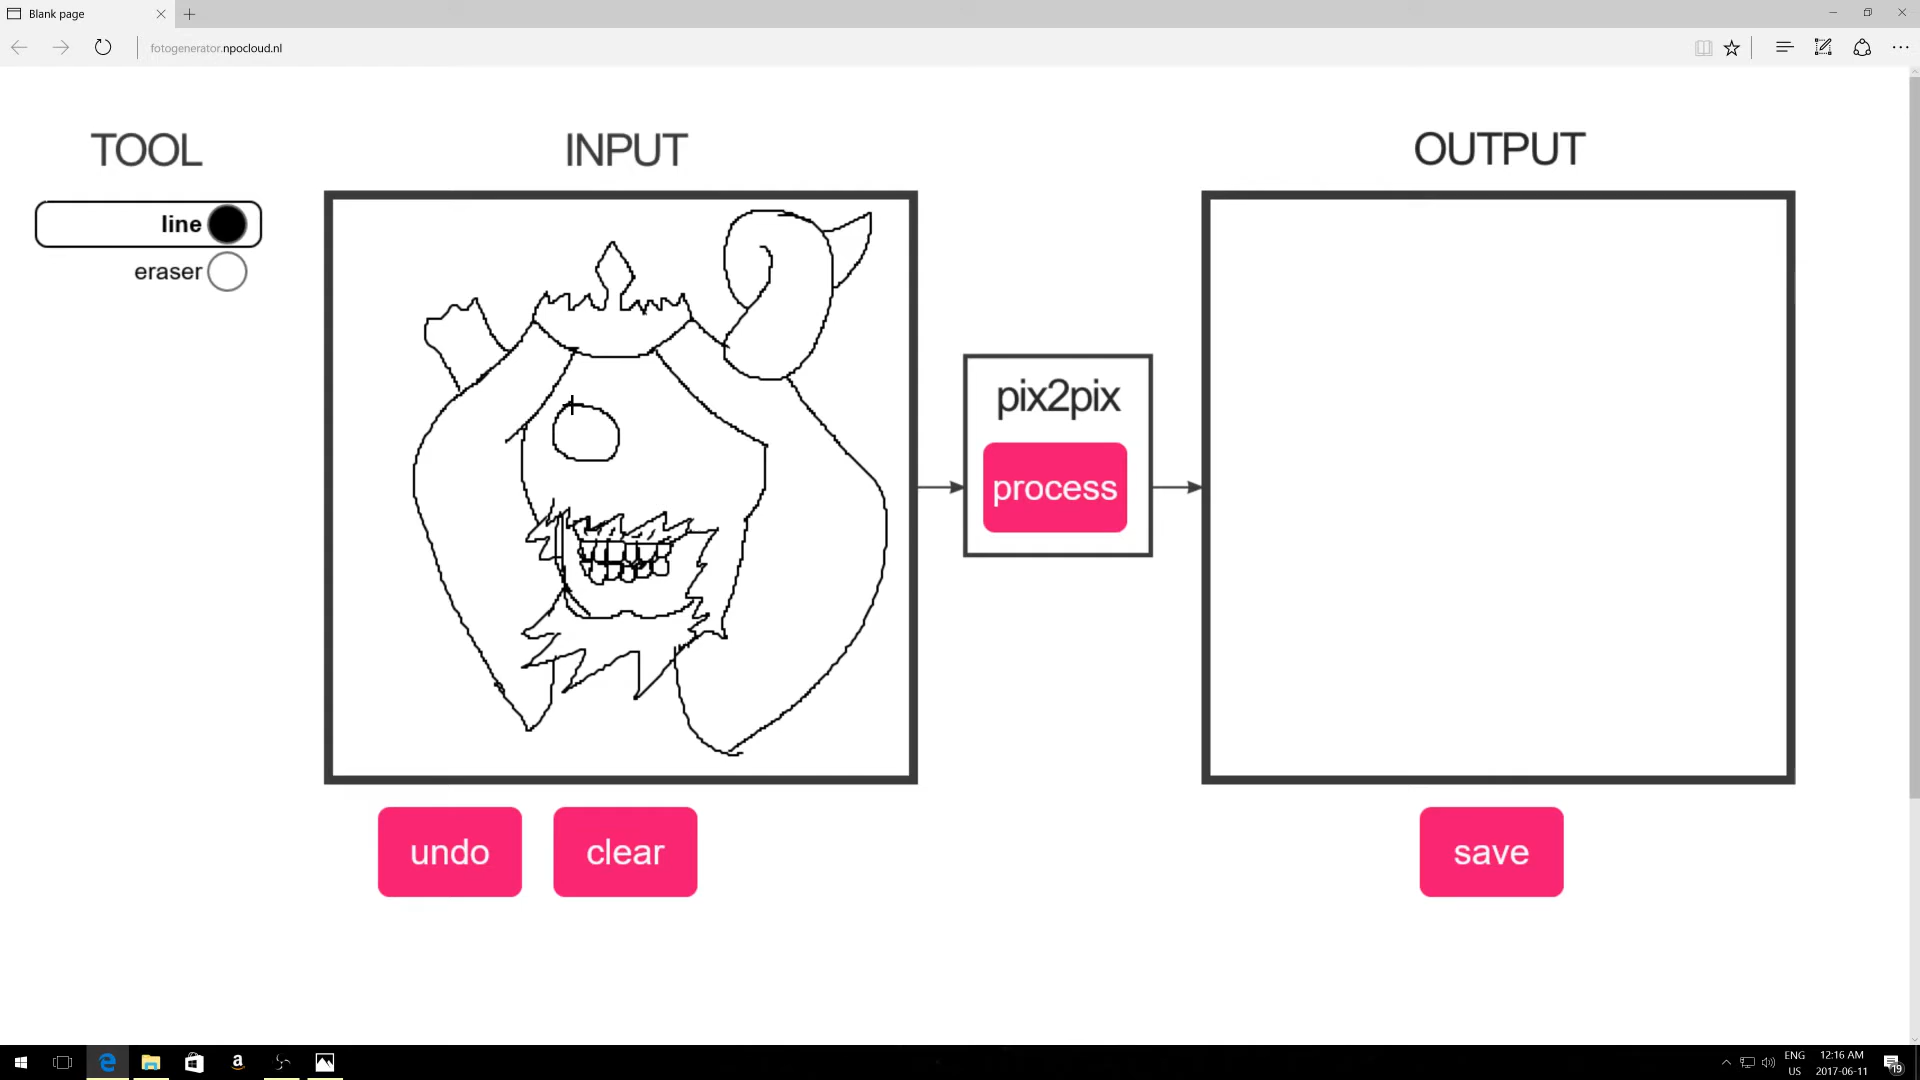 Blank page
fotogenerator.npocloud.nl
TOOL
INPUT
OUTPUT
line
eraser
pix2pix
process
undo
clear
save
ENG
US
12:16 AM
2017-06-11
19